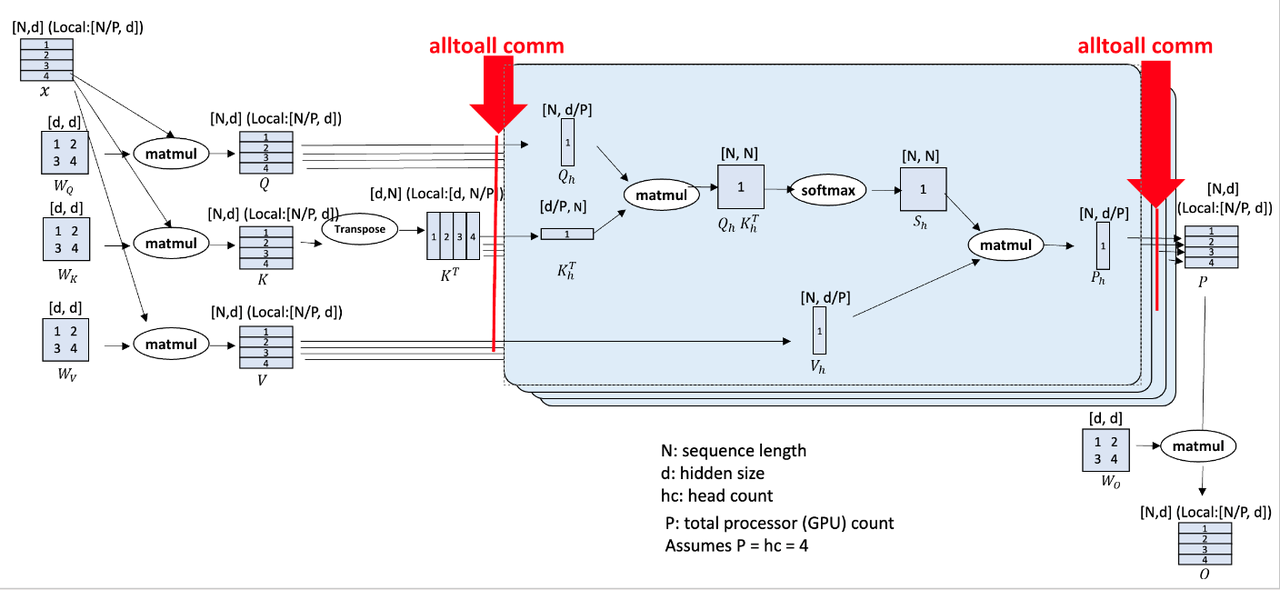 [N,d] (Local:[N/P, d])
1
2
3
4
x
alltoall comm
alltoall comm
[d, d]
1 2
3 4
W_Q
matmul
[N,d] (Local:[N/P, d])
1
2
3
4
Q
[d, d]
1 2
3 4
W_K
matmul
[N,d] (Local:[N/P, d])
1
2
3
4
K
Transpose
[d,N] (Local:[d, N/P])
1 2 3 4
K^T
[d, d]
1 2
3 4
W_V
matmul
[N,d] (Local:[N/P, d])
1
2
3
4
V
[N, d/P]
1
Q_h
[d/P, N]
1
K_h^T
matmul
[N, N]
1
Q_h K_h^T
softmax
[N, N]
1
S_h
[N, d/P]
1
V_h
matmul
[N, d/P]
1
P_h
[N,d]
(Local:[N/P, d])
1
2
3
4
P
[d, d]
1 2
3 4
W_O
matmul
[N,d] (Local:[N/P, d])
1
2
3
4
O
N: sequence length
d: hidden size
hc: head count
P: total processor (GPU) count
Assumes P = hc = 4